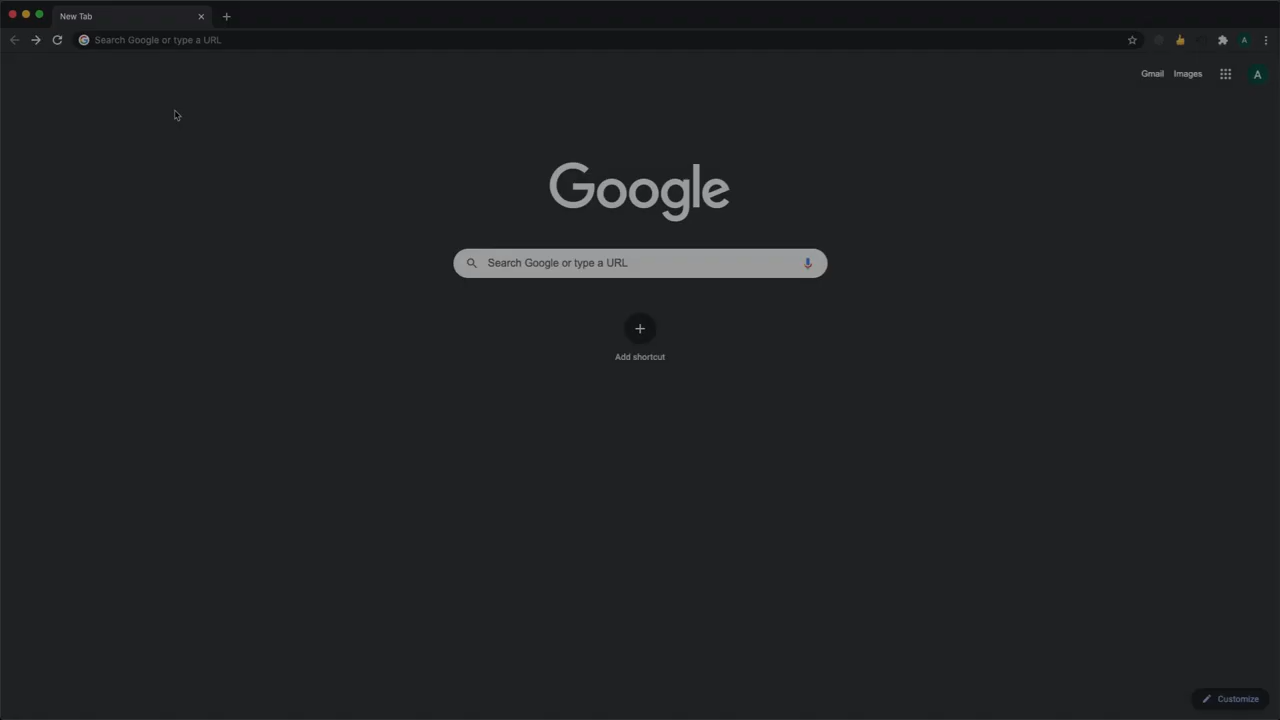 New Tab
Search Google or type a URL
A
Gmail Images
A
Google
Search Google or type a URL
Add shortcut
Customize